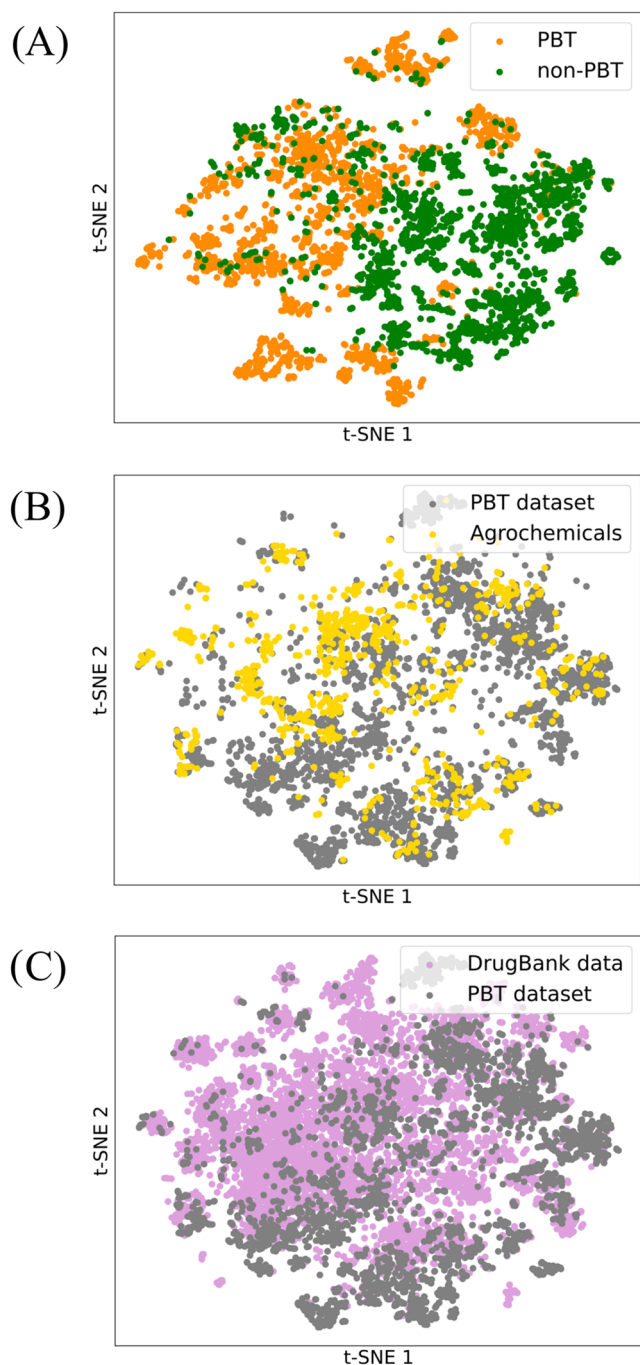 (A)
PBT
non-PBT
t-SNE 2
t-SNE 1
(B)
PBT dataset
Agrochemicals
t-SNE 2
t-SNE 1
(C)
DrugBank data
PBT dataset
t-SNE 2
t-SNE 1